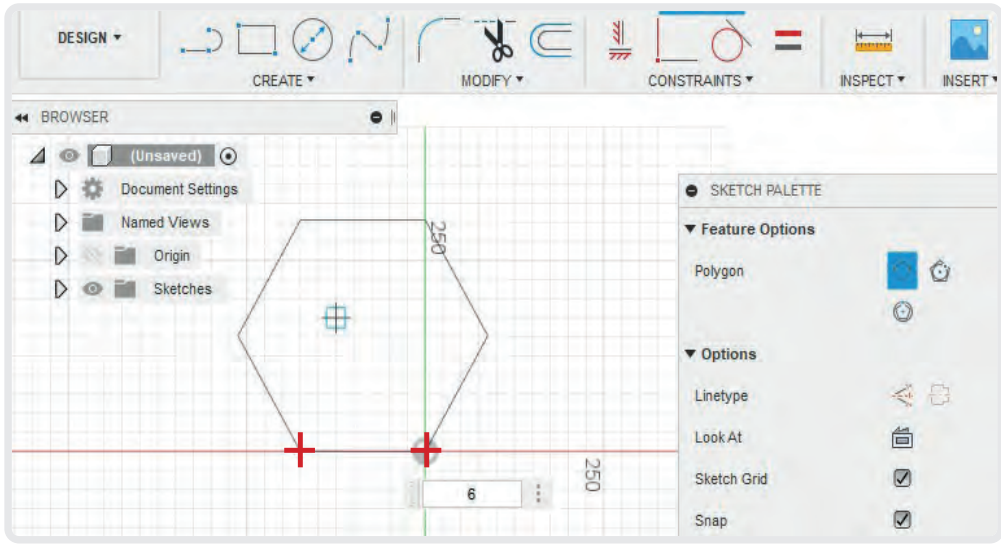 DESIGN ▾
CREATE ▾
MODIFY ▾
CONSTRAINTS ▾
INSPECT ▾
INSERT
BROWSER
(Unsaved)
Document Settings
Named Views
Origin
Sketches
250
250
6
SKETCH PALETTE
▼ Feature Options
Polygon
▼ Options
Linetype
Look At
Sketch Grid
Snap